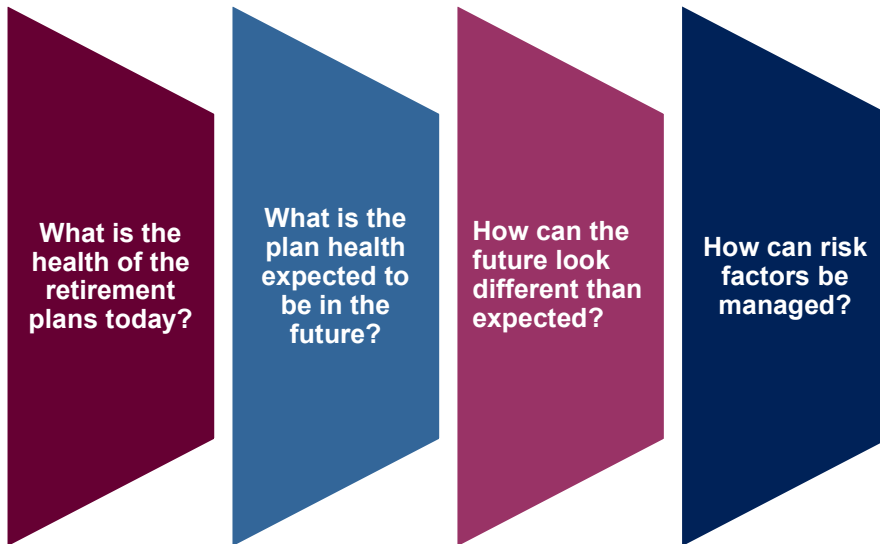 What is the
health of the
retirement
plans today?
What is the
plan health
expected to
be in the
future?
How can the
future look
different than
expected?
How can risk
factors be
managed?